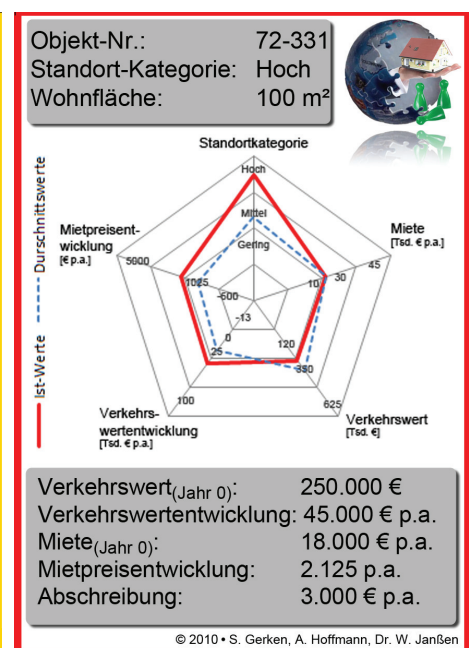 Objekt-Nr.: 72-331
Standort-Kategorie: Hoch
Wohnfläche: 100 m²
Standortkategorie
Hoch
Mittel
Gering
Mietpreisent-
wicklung
[€ p.a.]
5000
1025
-600
Miete
[Tsd. € p.a.]
45
30
10
-13
0
25
100
120
350
625
Verkehrs-
wertentwicklung
[Tsd. € p.a.]
Verkehrswert
[Tsd. €]
Durschnittswerte
Ist-Werte
Verkehrswert(Jahr 0): 250.000 €
Verkehrswertentwicklung: 45.000 € p.a.
Miete(Jahr 0): 18.000 € p.a.
Mietpreisentwicklung: 2.125 p.a.
Abschreibung: 3.000 € p.a.
© 2010 • S. Gerken, A. Hoffmann, Dr. W. Janßen